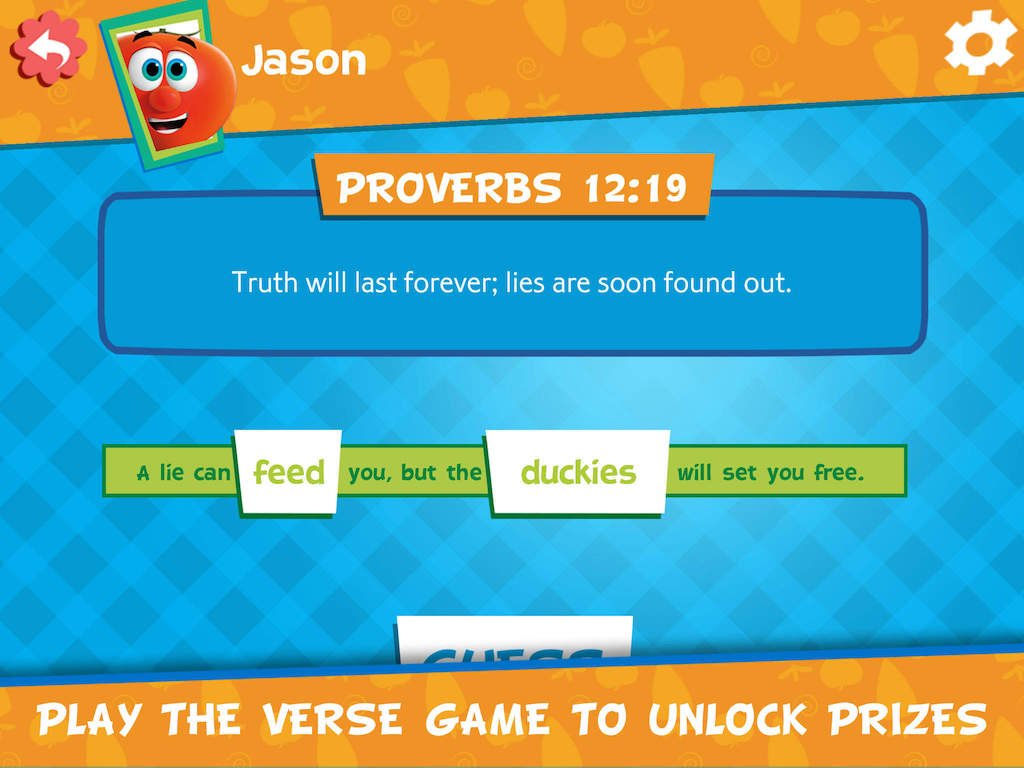 Jason
PROVERBS 12:19
Truth will last forever; lies are soon found out.
A lie can feed you, but the duckies will set you free.
GUESS
PLAY THE VERSE GAME TO UNLOCK PRIZES